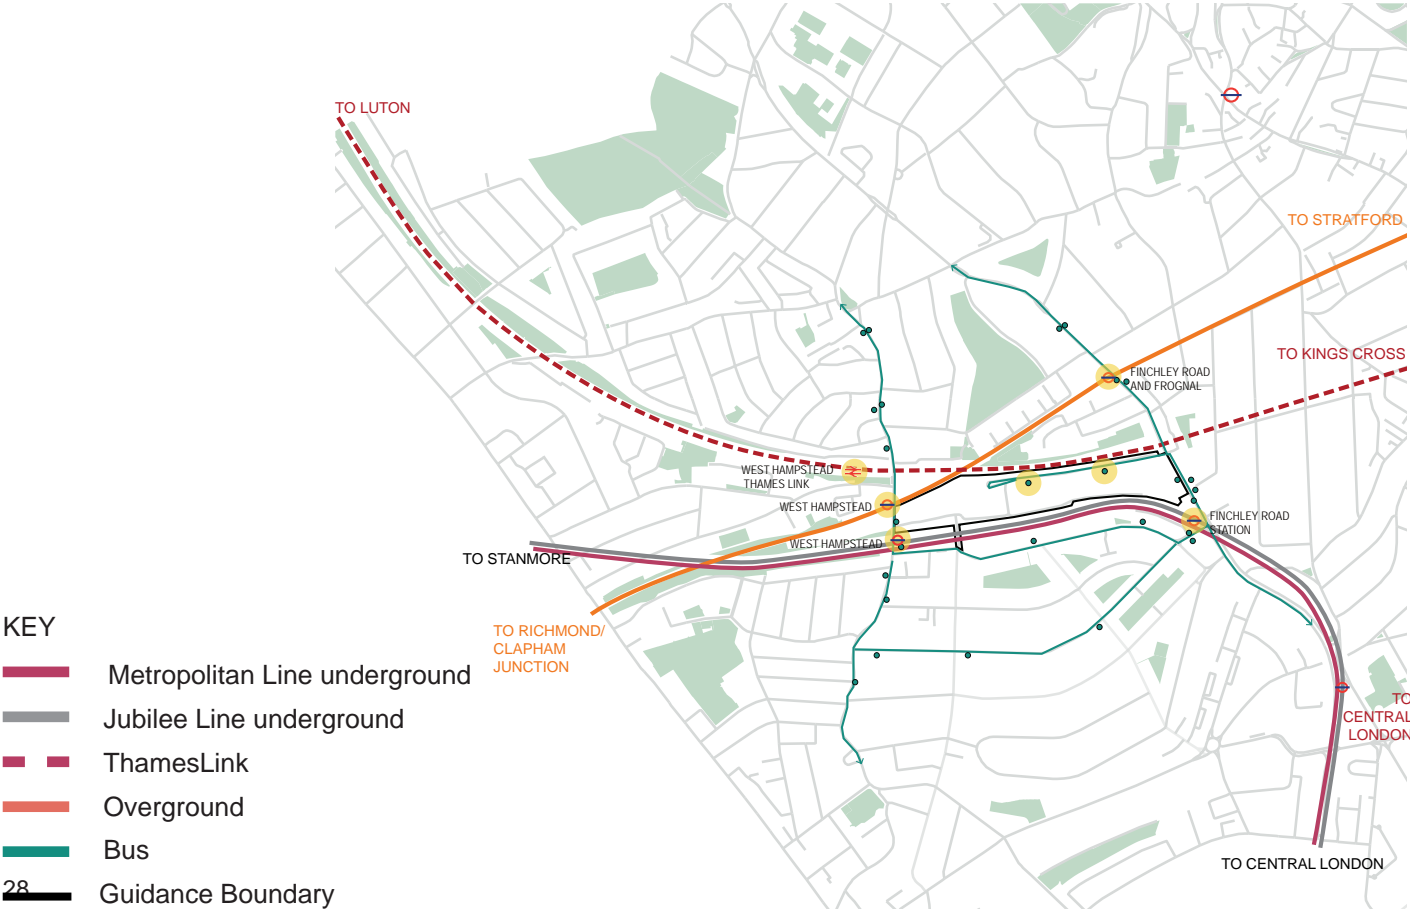 TO LUTON
TO STRATFORD
TO KINGS CROSS
FINCHLEY ROAD
AND FROGNAL
WEST HAMPSTEAD
THAMES LINK
WEST HAMPSTEAD
FINCHLEY ROAD
STATION
WEST HAMPSTEAD
TO STANMORE
TO RICHMOND/
CLAPHAM
JUNCTION
TO
CENTRAL
LONDON
TO CENTRAL LONDON
KEY
Metropolitan Line underground
Jubilee Line underground
ThamesLink
Overground
Bus
28
Guidance Boundary